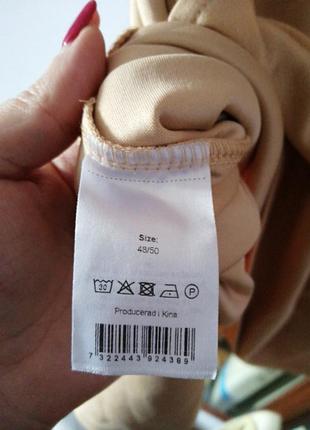 Size:
48/50
30 P
Producerad i Kina
7 322443 924389